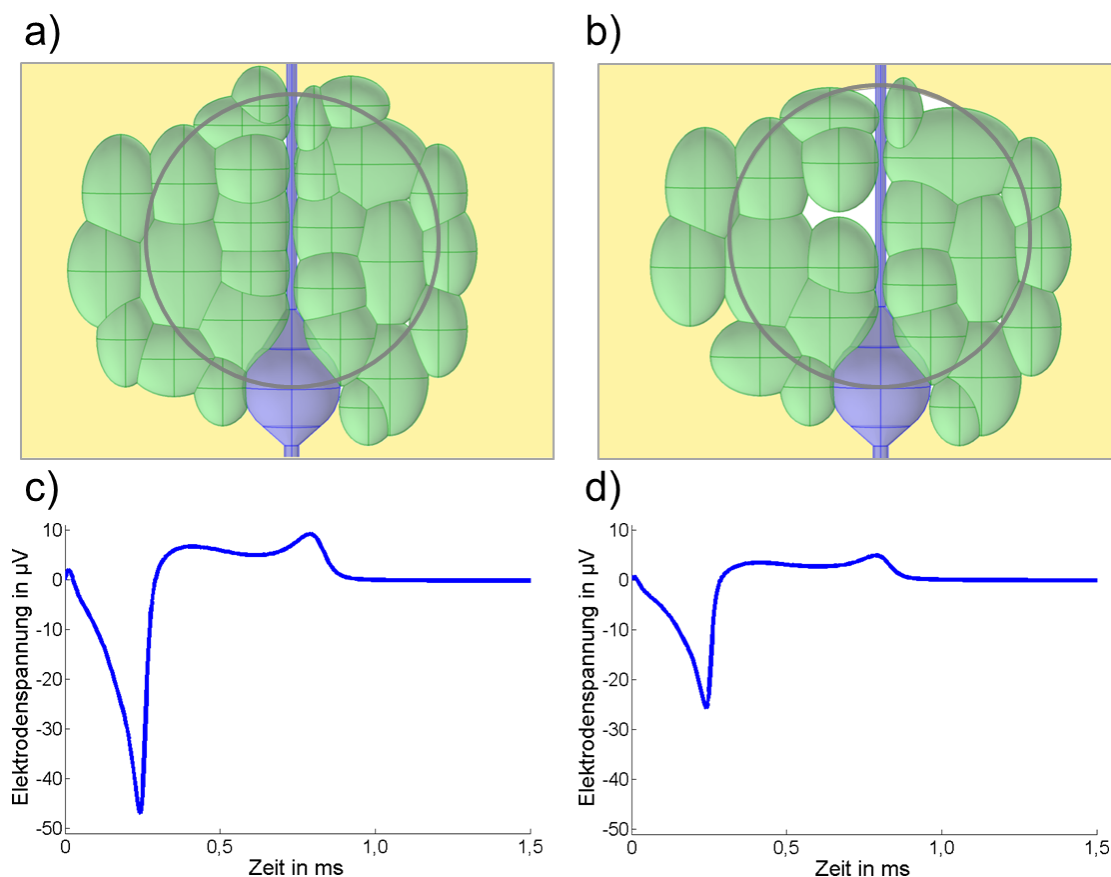 a)
b)
c)
d)
Elektrodenspannung in µV
10
0
-10
-20
-30
-40
-50
0
0,5
1,0
1,5
Zeit in ms
Elektrodenspannung in µV
10
0
-10
-20
-30
-40
-50
0
0,5
1,0
1,5
Zeit in ms